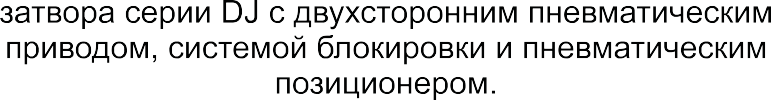 затвора серии DJ с двухсторонним пневматическим
приводом, системой блокировки и пневматическим
позиционером.